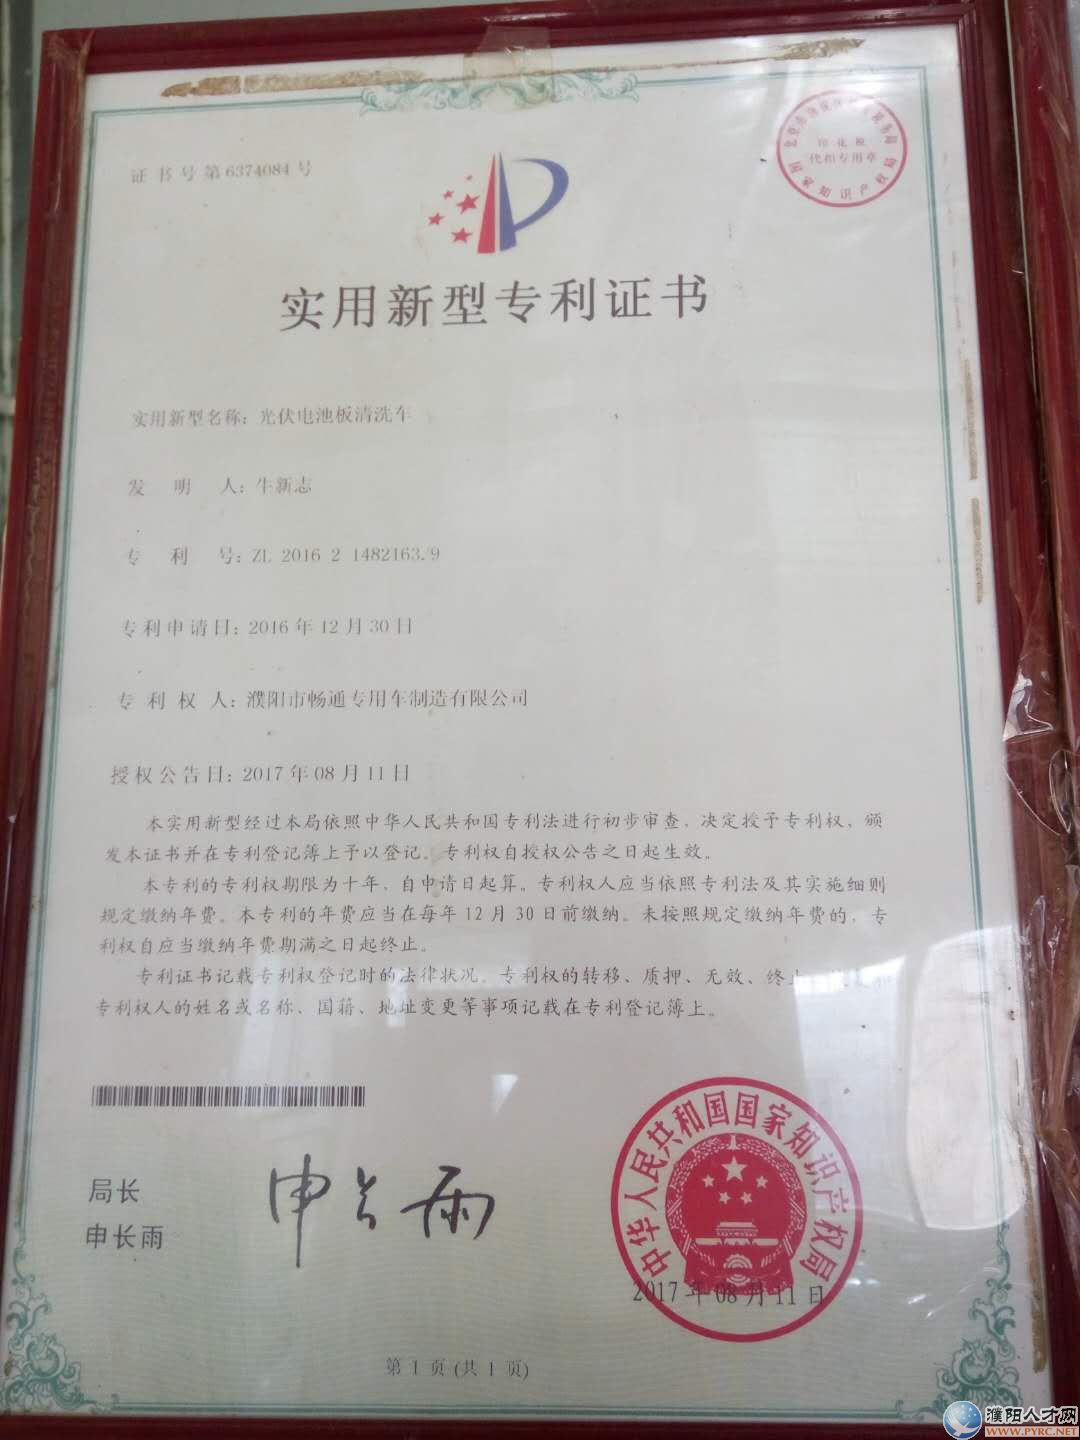 证书号第6374084号
印花税
代扣专用章
国家知识产权局
实用新型专利证书
实用新型名称：光伏电池板清洗车
发明人：牛新志
专利号：ZL 2016 2 1482163.9
专利申请日：2016年12月30日
专利权人：濮阳市畅通专用车制造有限公司
授权公告日：2017年08月11日
本实用新型经过本局依照中华人民共和国专利法进行初步审查，决定授予专利权，颁
发本证书并在专利登记簿上予以登记。专利权自授权公告之日起生效。
本专利的专利权期限为十年，自申请日起算。专利权人应当依照专利法及其实施细则
规定缴纳年费。本专利的年费应当在每年12月30日前缴纳。未按照规定缴纳年费的，专
利权自应当缴纳年费期满之日起终止。
专利证书记载专利权登记时的法律状况。专利权的转移、质押、无效、终止
专利权人的姓名或名称、国籍、地址变更等事项记载在专利登记簿上。
局长
申长雨
申长雨
中华人民共和国国家知识产权局
2017年08月11日
第1页(共1页)
濮阳人才网
www.PYRC.NET